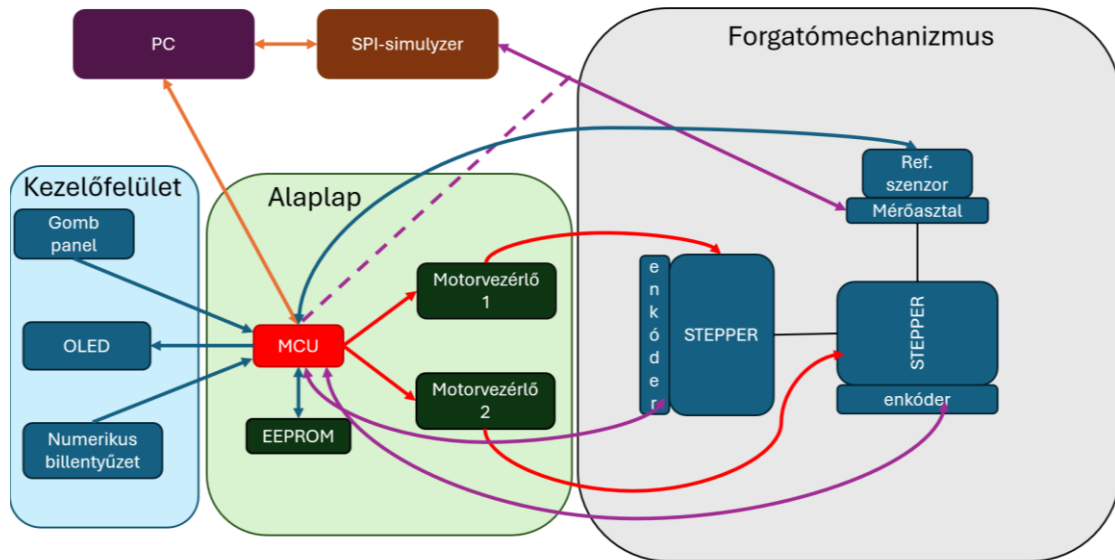 PC
SPI-simulyzer
Forgatómechanizmus
Ref.
szenzor
Mérőasztal
Kezelőfelület
Alaplap
Gomb
panel
Motorvezérlő
1
enkóder
STEPPER
STEPPER
OLED
MCU
Motorvezérlő
2
enkóder
EEPROM
Numerikus
billentyűzet